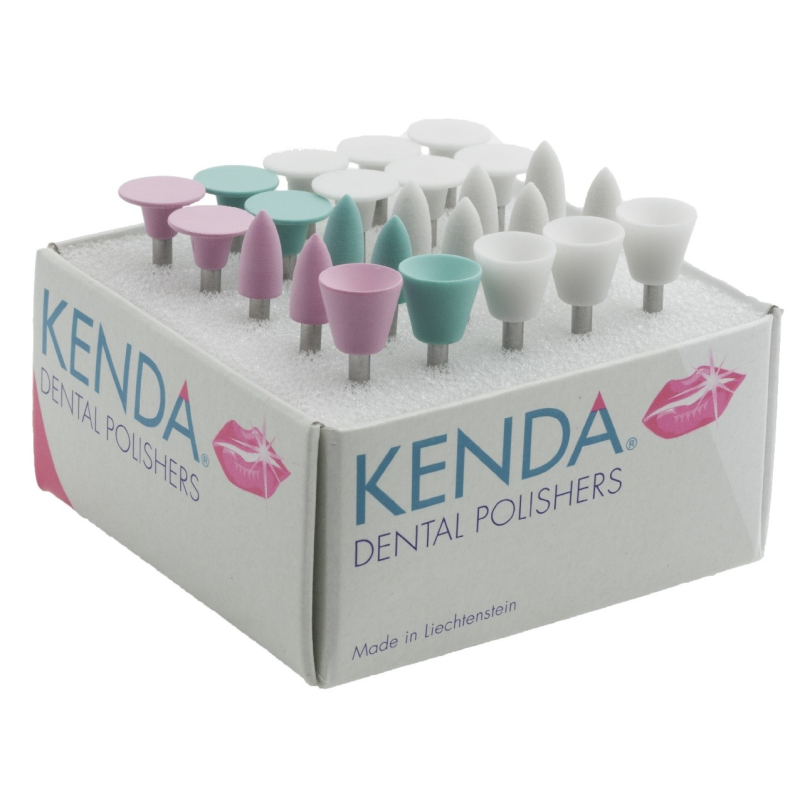 KENDA
DENTAL POLISHERS
KENDA®
DENTAL POLISHERS
Made in Liechtenstein